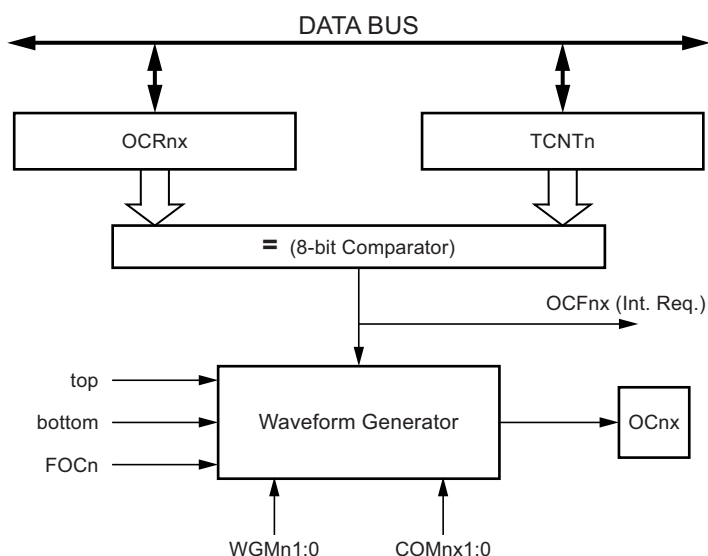 DATA BUS
OCRnx
TCNTn
= (8-bit Comparator)
OCFnx (Int. Req.)
top
bottom
FOCn
Waveform Generator
OCnx
WGMn1:0
COMnx1:0